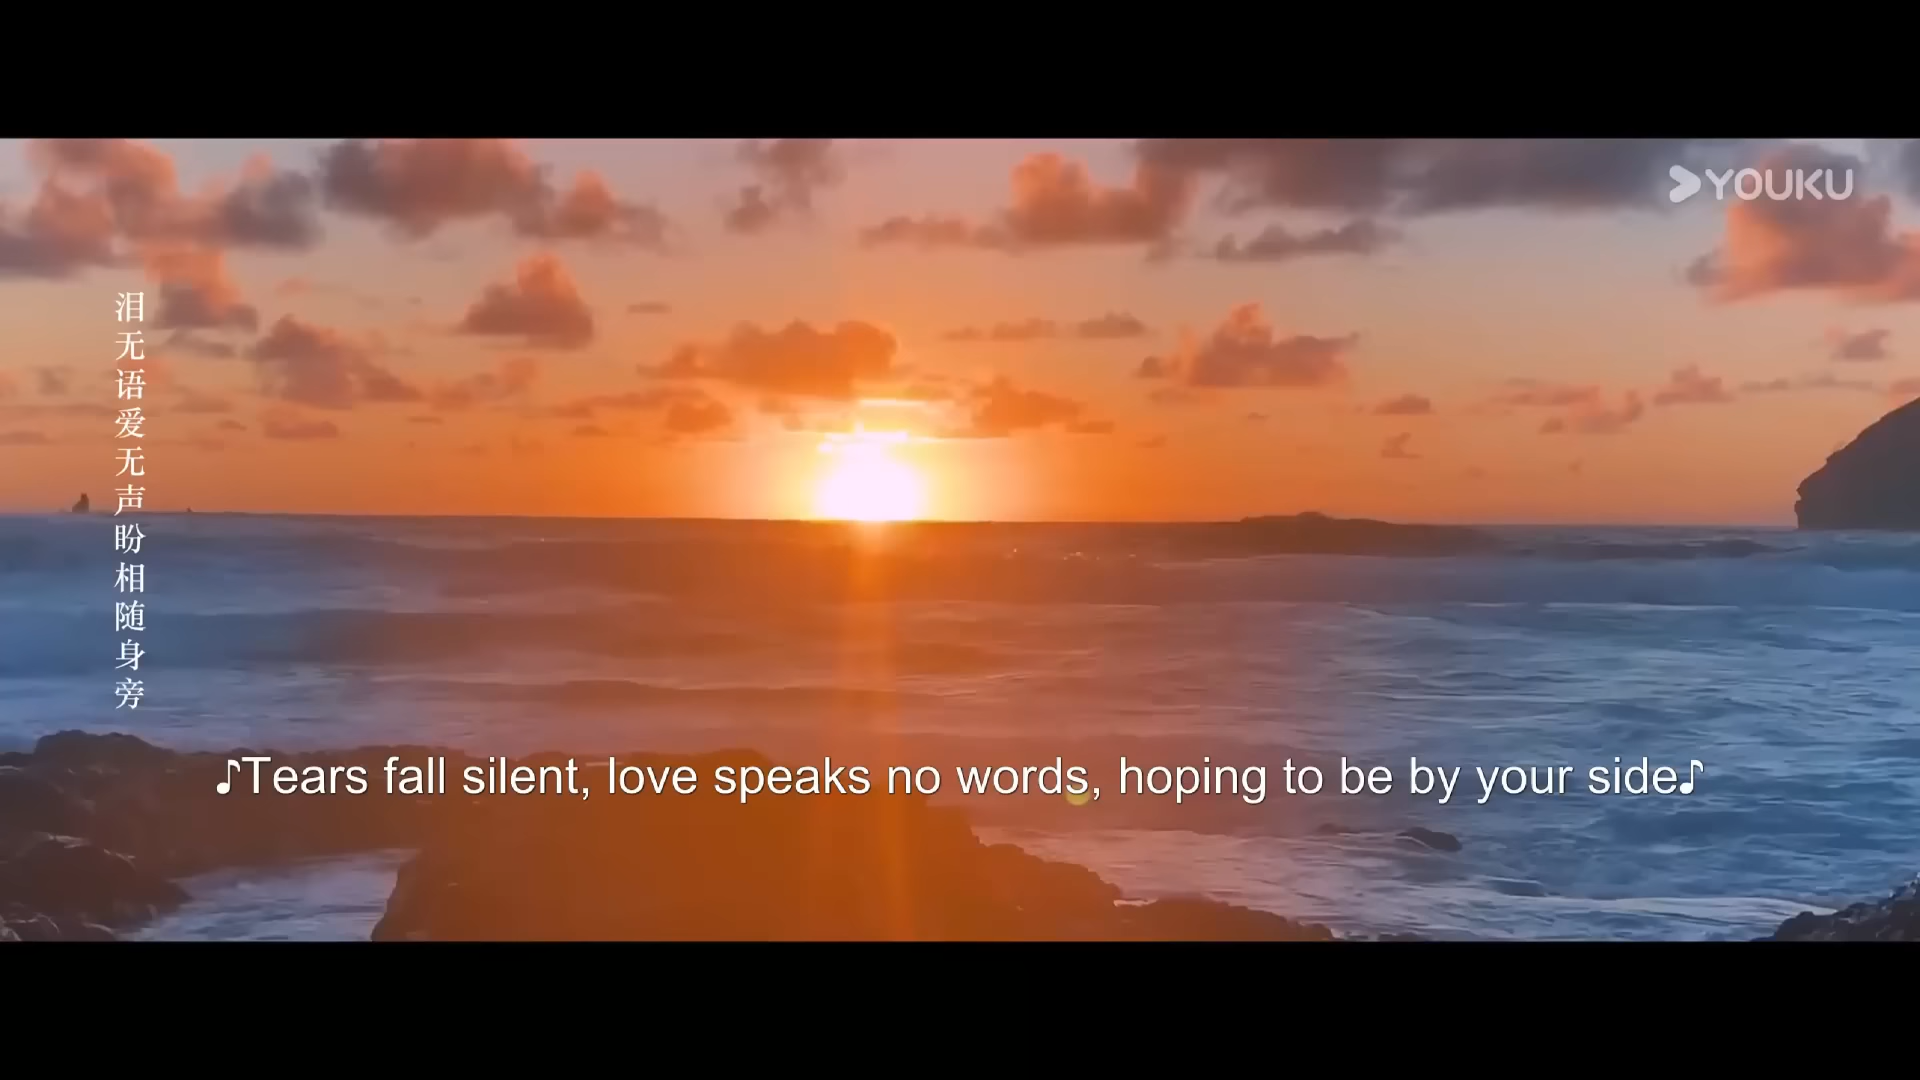 YOUKU
泪无语爱无声盼相随身旁
♪Tears fall silent, love speaks no words, hoping to be by your side♪